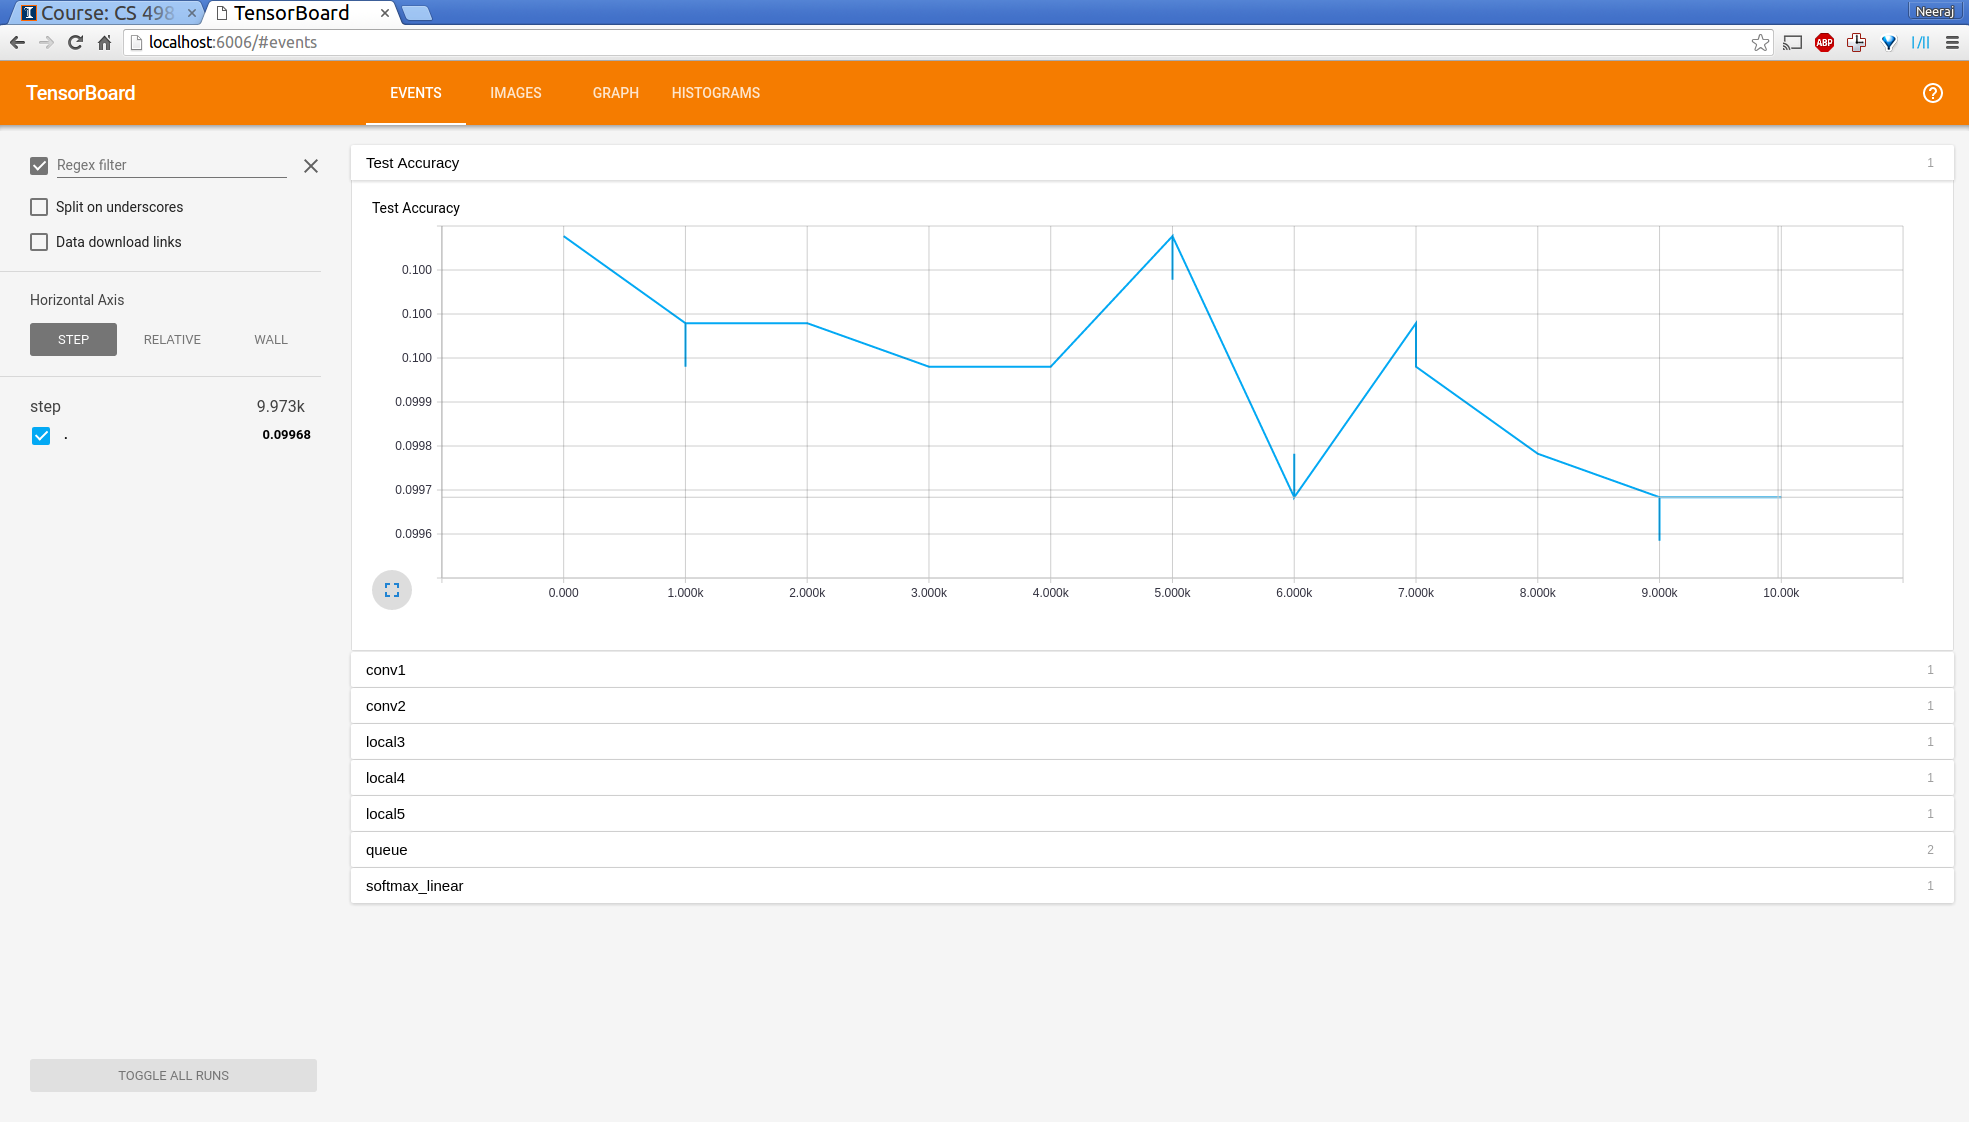 Course: CS 498
TensorBoard
Neeraj
localhost:6006/#events
ABP
TensorBoard
EVENTS
IMAGES
GRAPH
HISTOGRAMS
Regex filter
Split on underscores
Data download links
Horizontal Axis
STEP
RELATIVE
WALL
step 9.973k
. 0.09968
TOGGLE ALL RUNS
Test Accuracy 1
Test Accuracy
0.100
0.100
0.100
0.0999
0.0998
0.0997
0.0996
0.000 1.000k 2.000k 3.000k 4.000k 5.000k 6.000k 7.000k 8.000k 9.000k 10.00k
conv1 1
conv2 1
local3 1
local4 1
local5 1
queue 2
softmax_linear 1